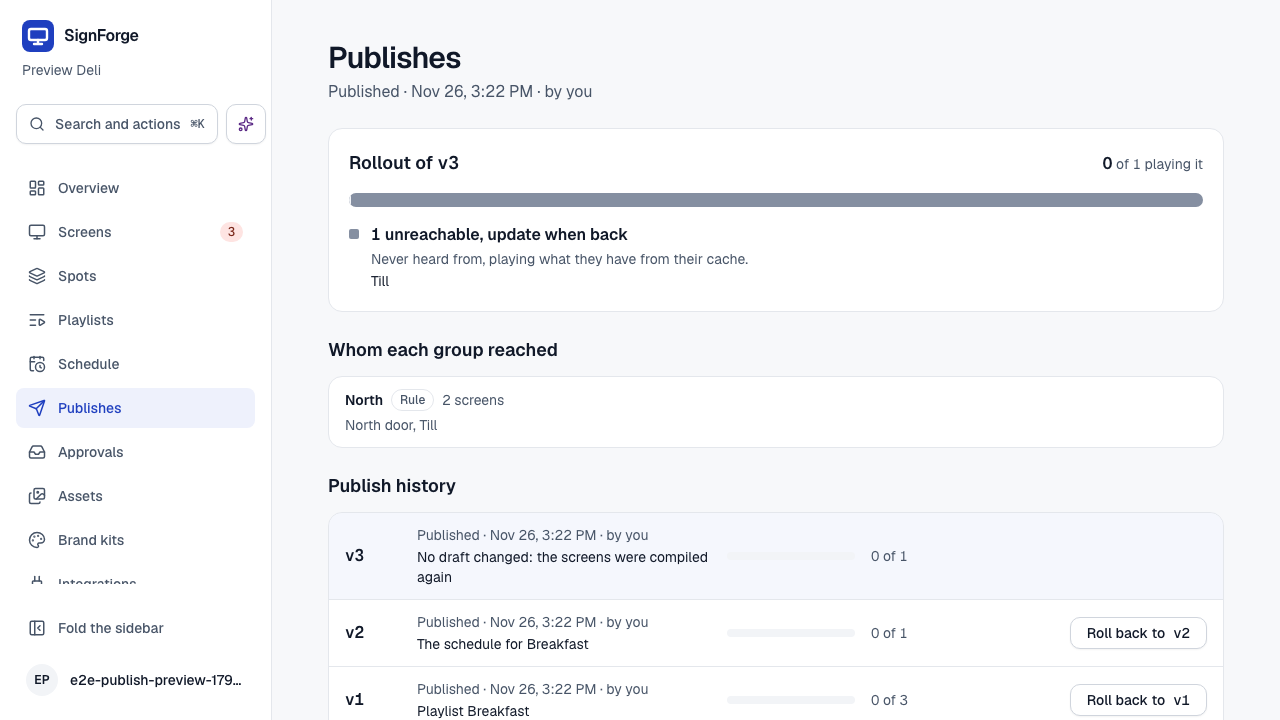 SignForge
Preview Deli
Search and actions ⌘K
Overview
Screens 3
Spots
Playlists
Schedule
Publishes
Approvals
Assets
Brand kits
Integrations
Fold the sidebar
EP e2e-publish-preview-179…
Publishes
Published · Nov 26, 3:22 PM · by you
Rollout of v3
0 of 1 playing it
1 unreachable, update when back
Never heard from, playing what they have from their cache.
Till
Whom each group reached
North Rule 2 screens
North door, Till
Publish history
v3
Published · Nov 26, 3:22 PM · by you
No draft changed: the screens were compiled
again
0 of 1
v2
Published · Nov 26, 3:22 PM · by you
The schedule for Breakfast
0 of 1
Roll back to v2
v1
Published · Nov 26, 3:22 PM · by you
Playlist Breakfast
0 of 3
Roll back to v1